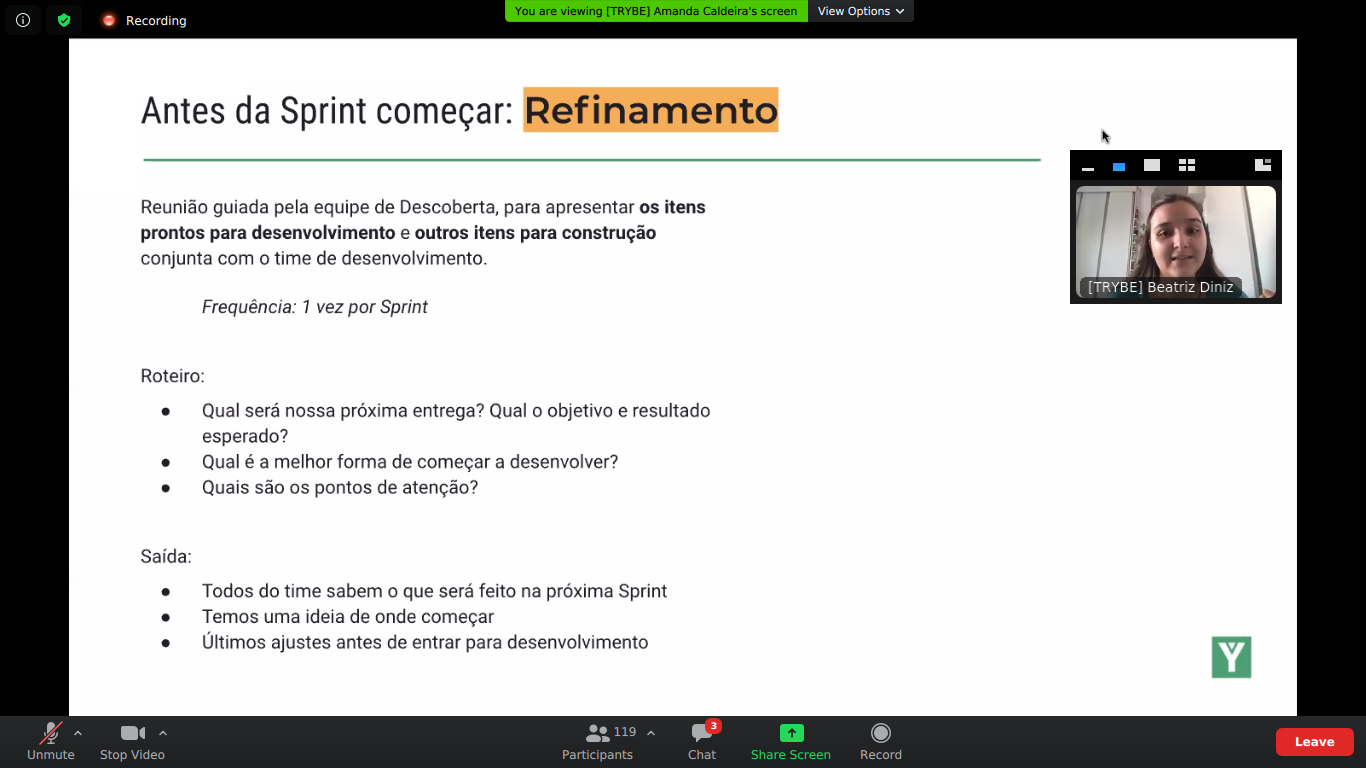 Recording
You are viewing [TRYBE] Amanda Caldeira's screen
View Options
Antes da Sprint começar: Refinamento
Reunião guiada pela equipe de Descoberta, para apresentar os itens
prontos para desenvolvimento e outros itens para construção
conjunta com o time de desenvolvimento.
Frequência: 1 vez por Sprint
[TRYBE] Beatriz Diniz
Roteiro:
● Qual será nossa próxima entrega? Qual o objetivo e resultado
esperado?
● Qual é a melhor forma de começar a desenvolver?
● Quais são os pontos de atenção?
Saída:
● Todos do time sabem o que será feito na próxima Sprint
● Temos uma ideia de onde começar
● Últimos ajustes antes de entrar para desenvolvimento
Y
Unmute
Stop Video
119
Participants
3
Chat
Share Screen
Record
Leave